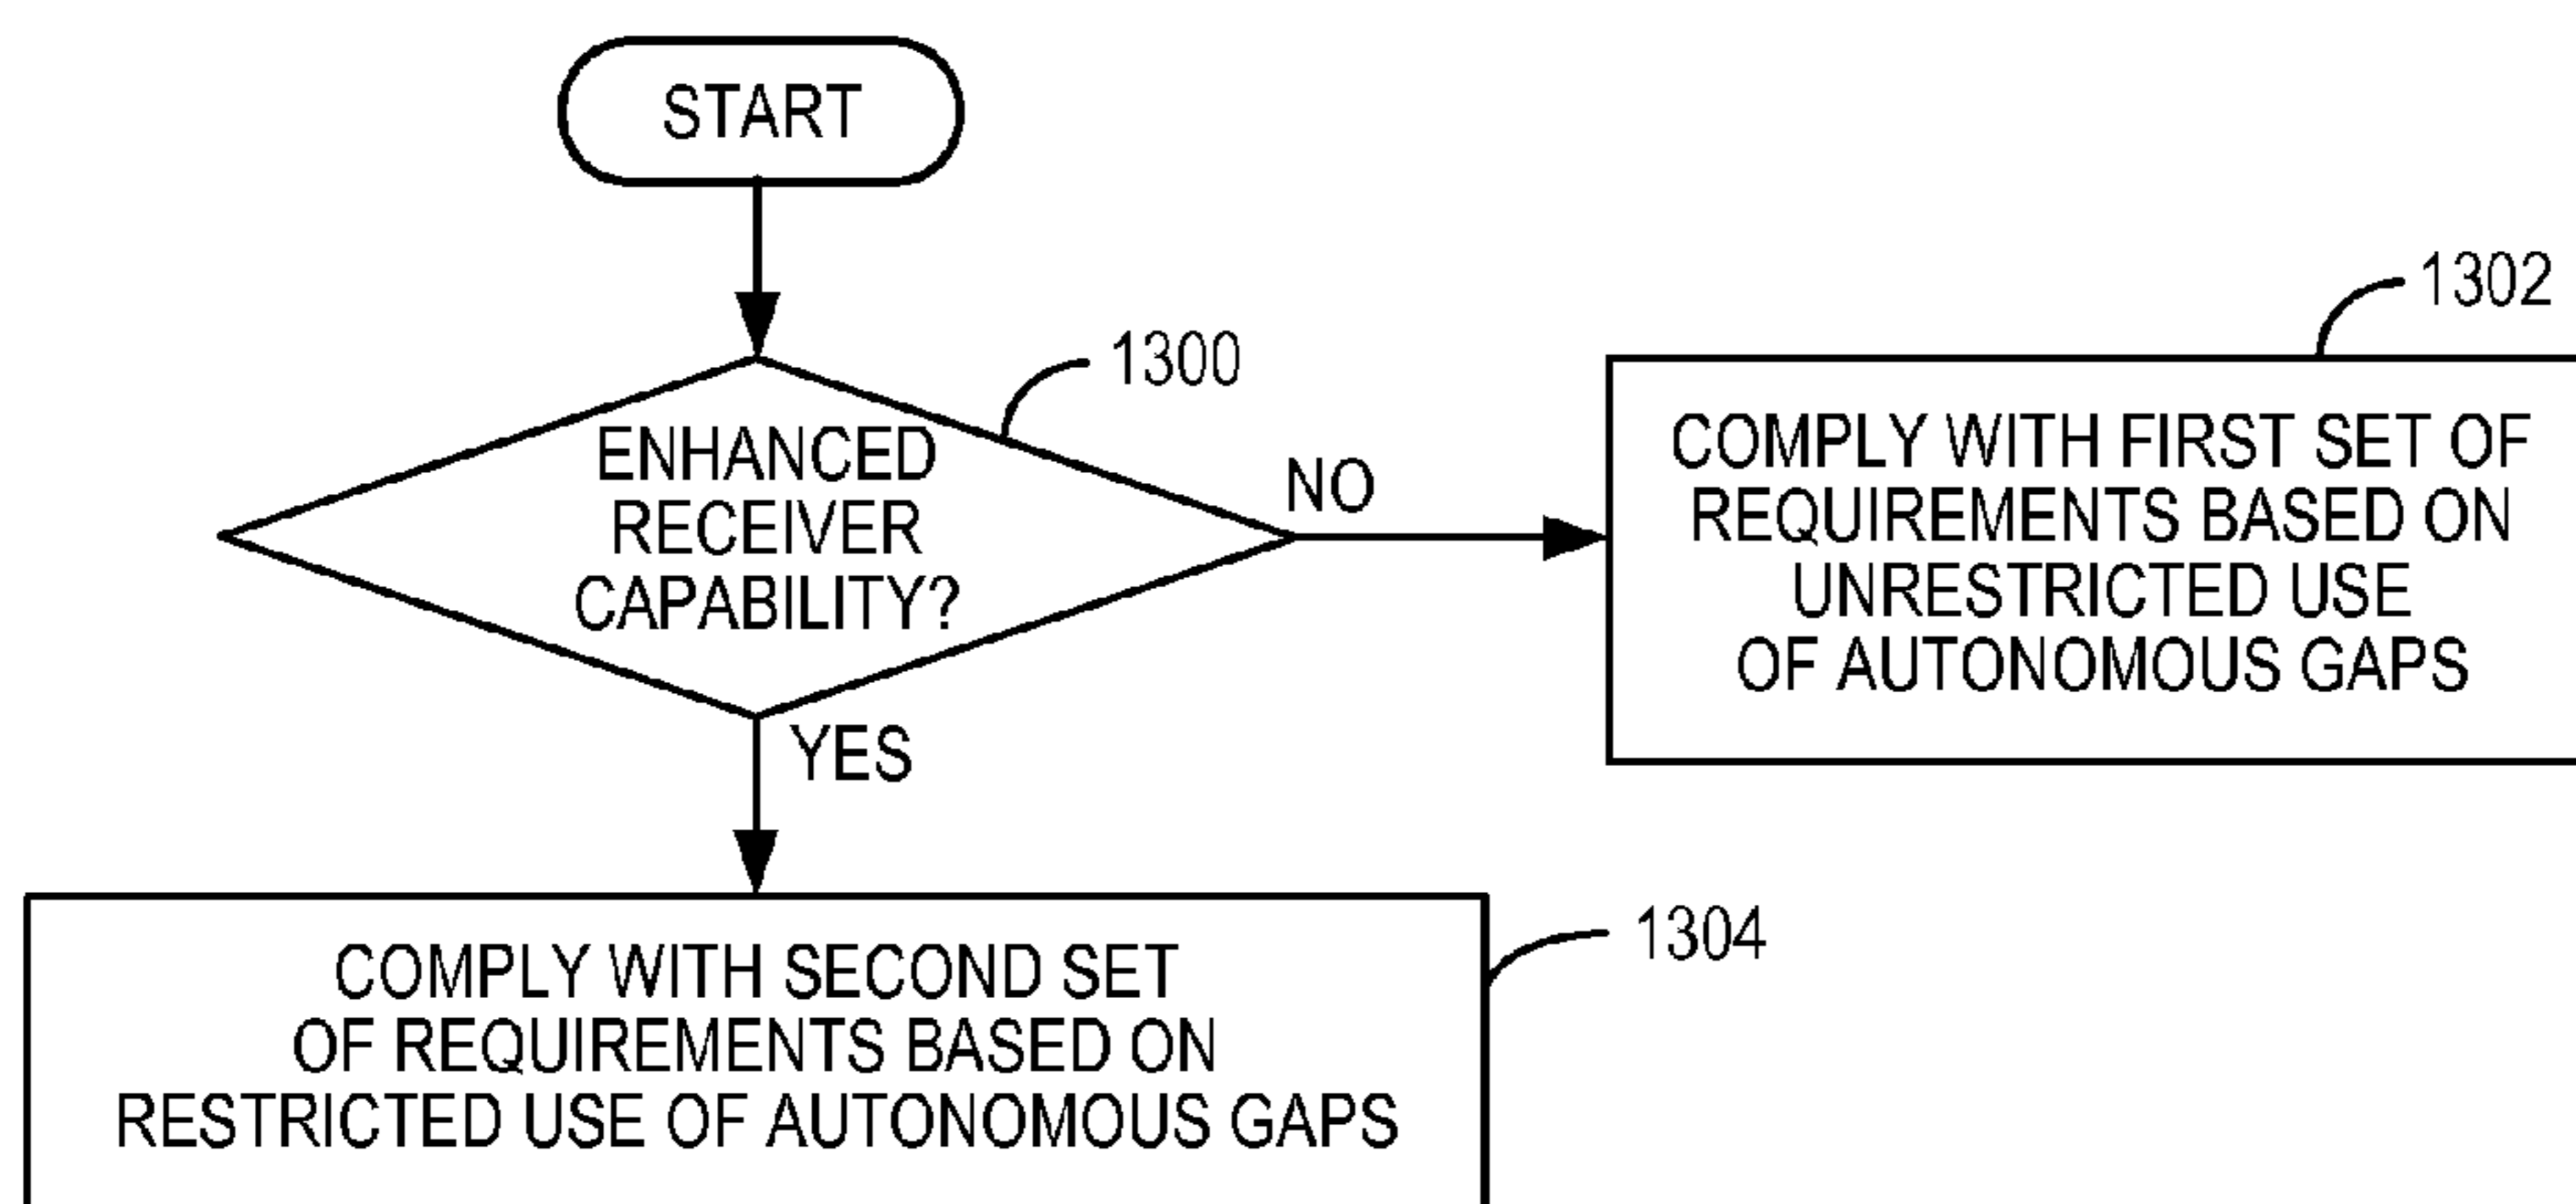 START
1300
ENHANCED
RECEIVER
CAPABILITY?
NO
1302
COMPLY WITH FIRST SET OF
REQUIREMENTS BASED ON
UNRESTRICTED USE
OF AUTONOMOUS GAPS
YES
1304
COMPLY WITH SECOND SET
OF REQUIREMENTS BASED ON
RESTRICTED USE OF AUTONOMOUS GAPS